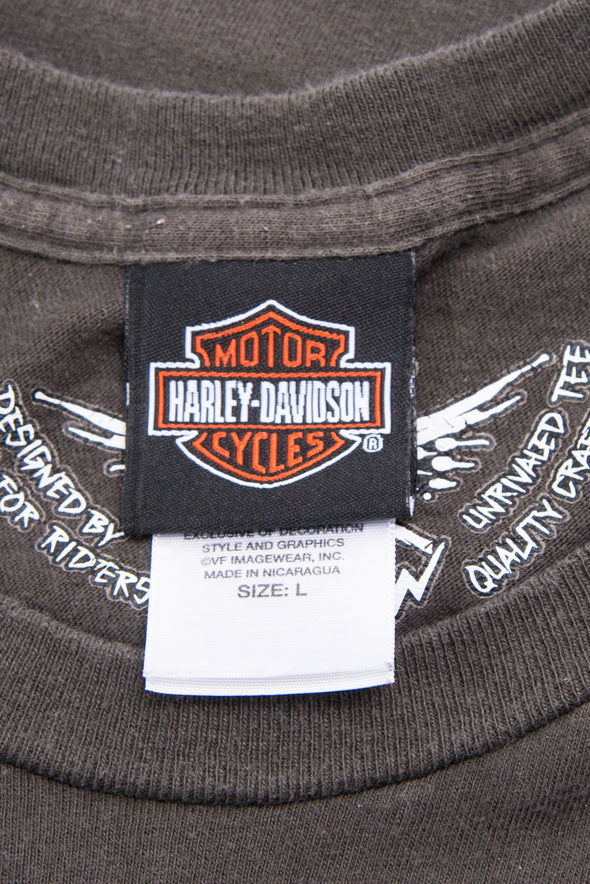 MOTOR
HARLEY-DAVIDSON
CYCLES
®
DESIGNED BY
FOR RIDERS
UNRIVALED TEE
QUALITY
EXCLUSIVE OF DECORATION
STYLE AND GRAPHICS
©VF IMAGEWEAR, INC.
MADE IN NICARAGUA
SIZE: L